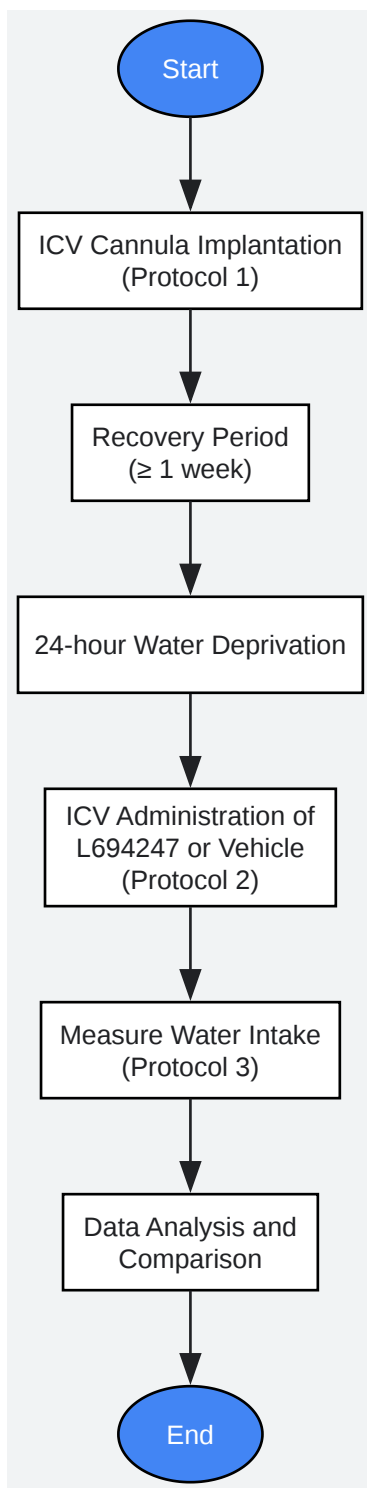 Start
ICV Cannula Implantation
(Protocol 1)
Recovery Period
(≥ 1 week)
24-hour Water Deprivation
ICV Administration of
L694247 or Vehicle
(Protocol 2)
Measure Water Intake
(Protocol 3)
Data Analysis and
Comparison
End